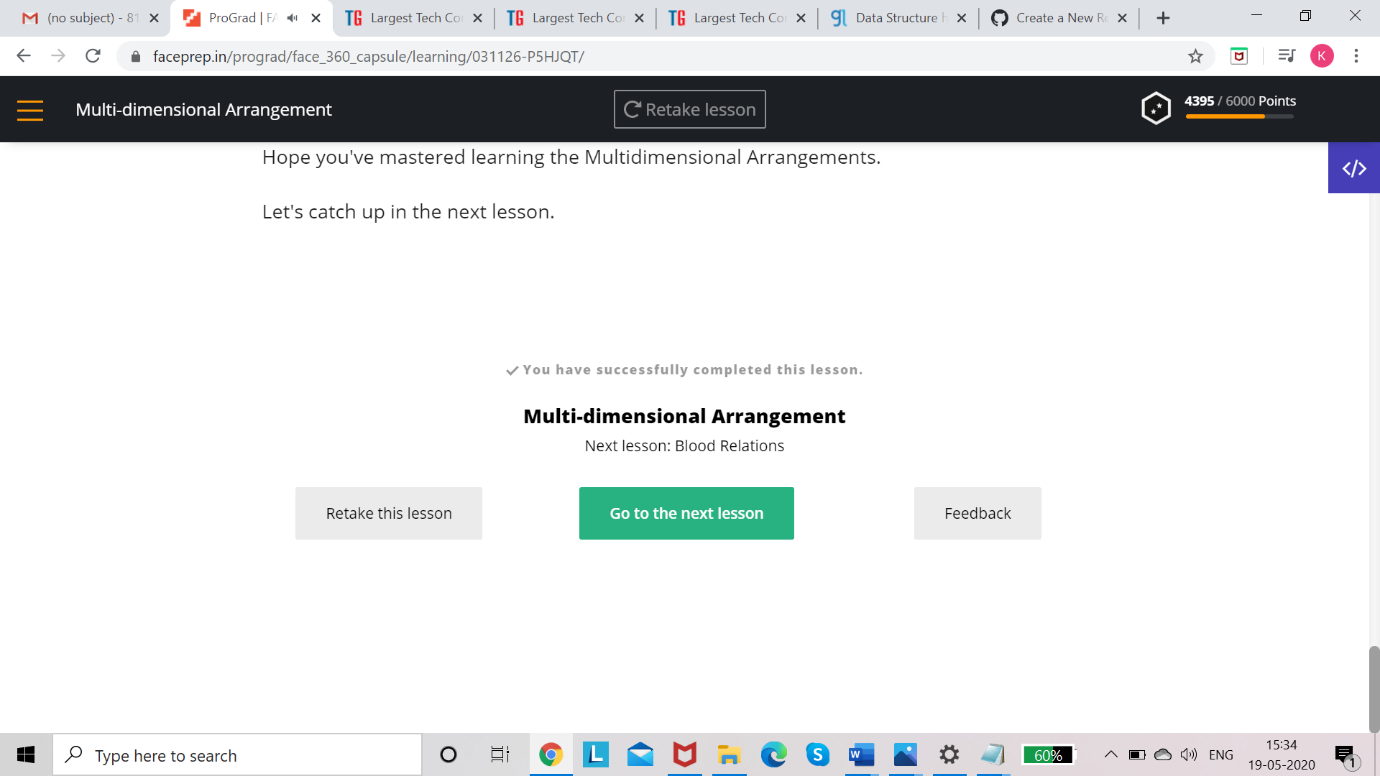 (no subject) - 81
ProGrad | FA
Largest Tech Co
Largest Tech Co
Largest Tech Co
Data Structure
Create a New R
faceprep.in/prograd/face_360_capsule/learning/031126-P5HJQT/
K
Multi-dimensional Arrangement
Retake lesson
4395 / 6000 Points
Hope you've mastered learning the Multidimensional Arrangements.
</>
Let's catch up in the next lesson.
You have successfully completed this lesson.
Multi-dimensional Arrangement
Next lesson: Blood Relations
Retake this lesson
Go to the next lesson
Feedback
Type here to search
60%
ENG
15:34
19-05-2020
1